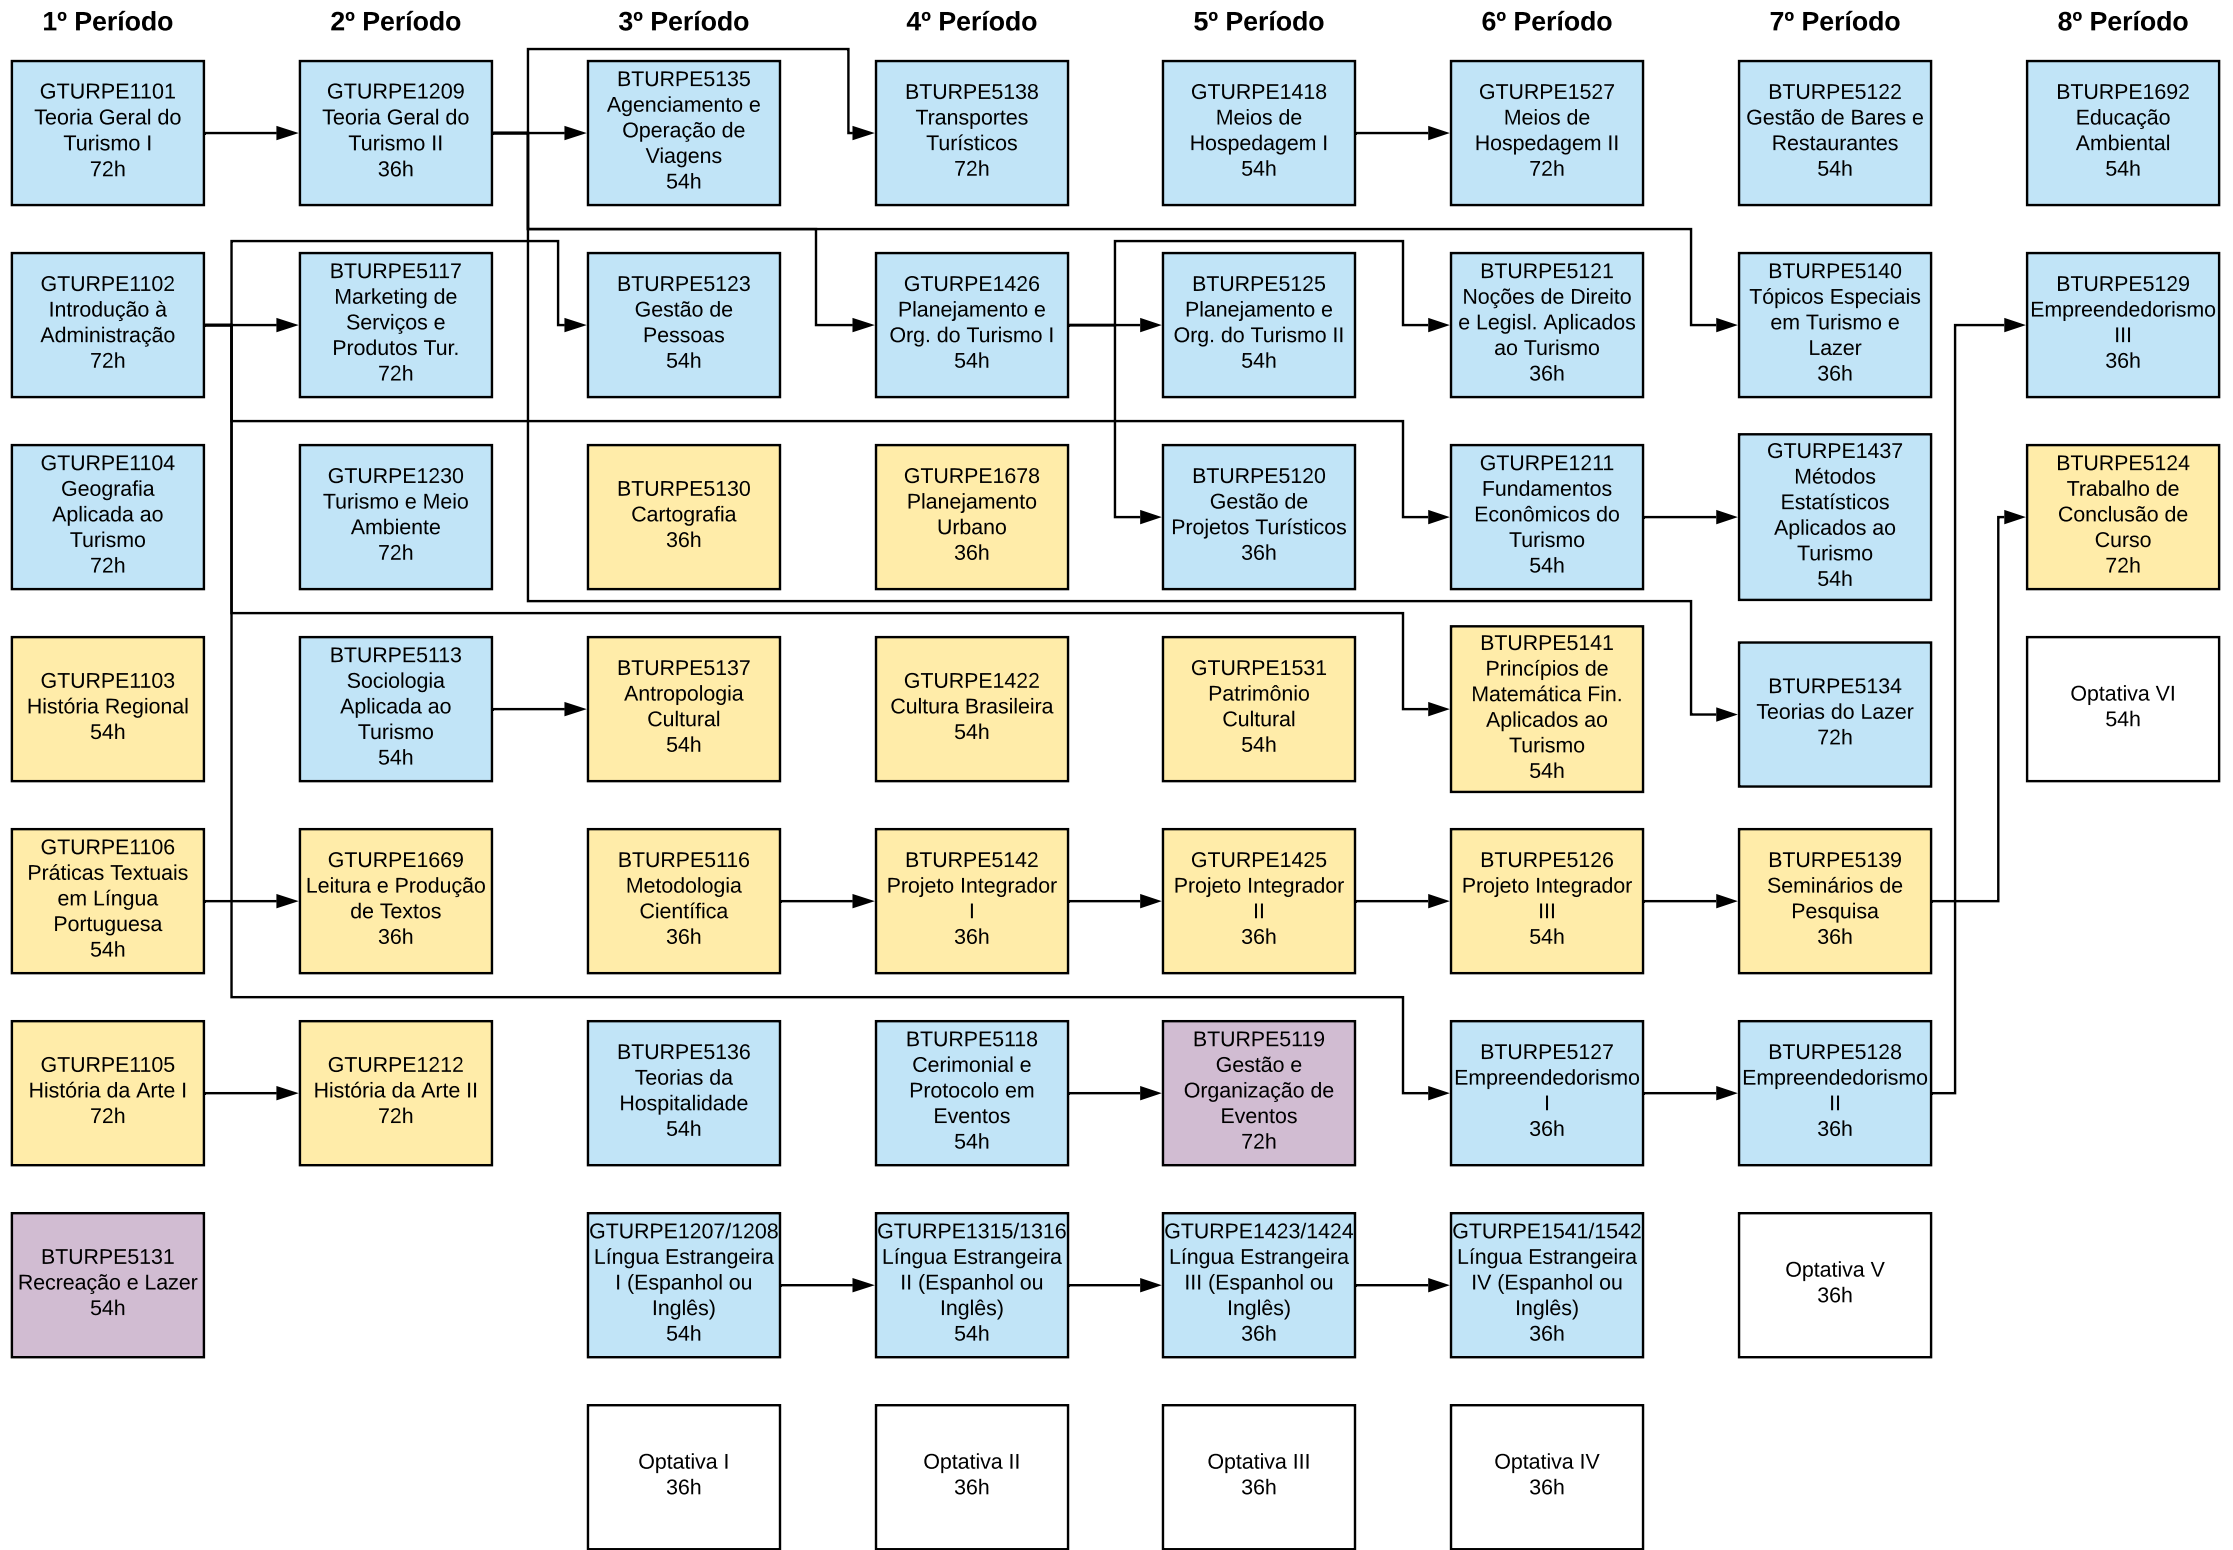 1º Período
2º Período
3º Período
4º Período
5º Período
6º Período
7º Período
8º Período
GTURPE1101
Teoria Geral do
Turismo I
72h
GTURPE1209
Teoria Geral do
Turismo II
36h
BTURPE5135
Agenciamento e
Operação de
Viagens
54h
BTURPE5138
Transportes
Turísticos
72h
GTURPE1418
Meios de
Hospedagem I
54h
GTURPE1527
Meios de
Hospedagem II
72h
BTURPE5122
Gestão de Bares e
Restaurantes
54h
BTURPE1692
Educação
Ambiental
54h
GTURPE1102
Introdução à
Administração
72h
BTURPE5117
Marketing de
Serviços e
Produtos Tur.
72h
BTURPE5123
Gestão de
Pessoas
54h
GTURPE1426
Planejamento e
Org. do Turismo I
54h
BTURPE5125
Planejamento e
Org. do Turismo II
54h
BTURPE5121
Noções de Direito
e Legisl. Aplicados
ao Turismo
36h
BTURPE5140
Tópicos Especiais
em Turismo e
Lazer
36h
BTURPE5129
Empreendedorismo
III
36h
GTURPE1104
Geografia
Aplicada ao
Turismo
72h
GTURPE1230
Turismo e Meio
Ambiente
72h
BTURPE5130
Cartografia
36h
GTURPE1678
Planejamento
Urbano
36h
BTURPE5120
Gestão de
Projetos Turísticos
36h
GTURPE1211
Fundamentos
Econômicos do
Turismo
54h
GTURPE1437
Métodos
Estatísticos
Aplicados ao
Turismo
54h
BTURPE5124
Trabalho de
Conclusão de
Curso
72h
GTURPE1103
História Regional
54h
BTURPE5113
Sociologia
Aplicada ao
Turismo
54h
BTURPE5137
Antropologia
Cultural
54h
GTURPE1422
Cultura Brasileira
54h
GTURPE1531
Patrimônio
Cultural
54h
BTURPE5141
Princípios de
Matemática Fin.
Aplicados ao
Turismo
54h
BTURPE5134
Teorias do Lazer
72h
Optativa VI
54h
GTURPE1106
Práticas Textuais
em Língua
Portuguesa
54h
GTURPE1669
Leitura e Produção
de Textos
36h
BTURPE5116
Metodologia
Científica
36h
BTURPE5142
Projeto Integrador
I
36h
GTURPE1425
Projeto Integrador
II
36h
BTURPE5126
Projeto Integrador
III
54h
BTURPE5139
Seminários de
Pesquisa
36h
GTURPE1105
História da Arte I
72h
GTURPE1212
História da Arte II
72h
BTURPE5136
Teorias da
Hospitalidade
54h
BTURPE5118
Cerimonial e
Protocolo em
Eventos
54h
BTURPE5119
Gestão e
Organização de
Eventos
72h
BTURPE5127
Empreendedorismo
I
36h
BTURPE5128
Empreendedorismo
II
36h
BTURPE5131
Recreação e Lazer
54h
GTURPE1207/1208
Língua Estrangeira
I (Espanhol ou
Inglês)
54h
GTURPE1315/1316
Língua Estrangeira
II (Espanhol ou
Inglês)
54h
GTURPE1423/1424
Língua Estrangeira
III (Espanhol ou
Inglês)
36h
GTURPE1541/1542
Língua Estrangeira
IV (Espanhol ou
Inglês)
36h
Optativa V
36h
Optativa I
36h
Optativa II
36h
Optativa III
36h
Optativa IV
36h